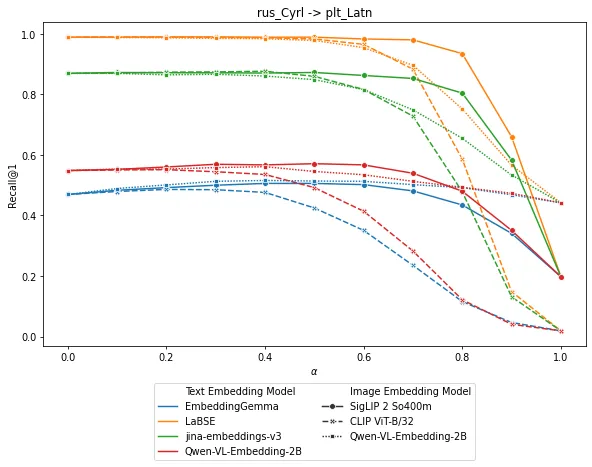 rus_Cyrl -> plt_Latn
1.0
0.8
0.6
0.4
0.2
0.0
Recall@1
0.0 0.2 0.4 0.6 0.8 1.0
α
Text Embedding Model
EmbeddingGemma
LaBSE
jina-embeddings-v3
Qwen-VL-Embedding-2B
Image Embedding Model
SigLIP 2 So400m
CLIP ViT-B/32
Qwen-VL-Embedding-2B